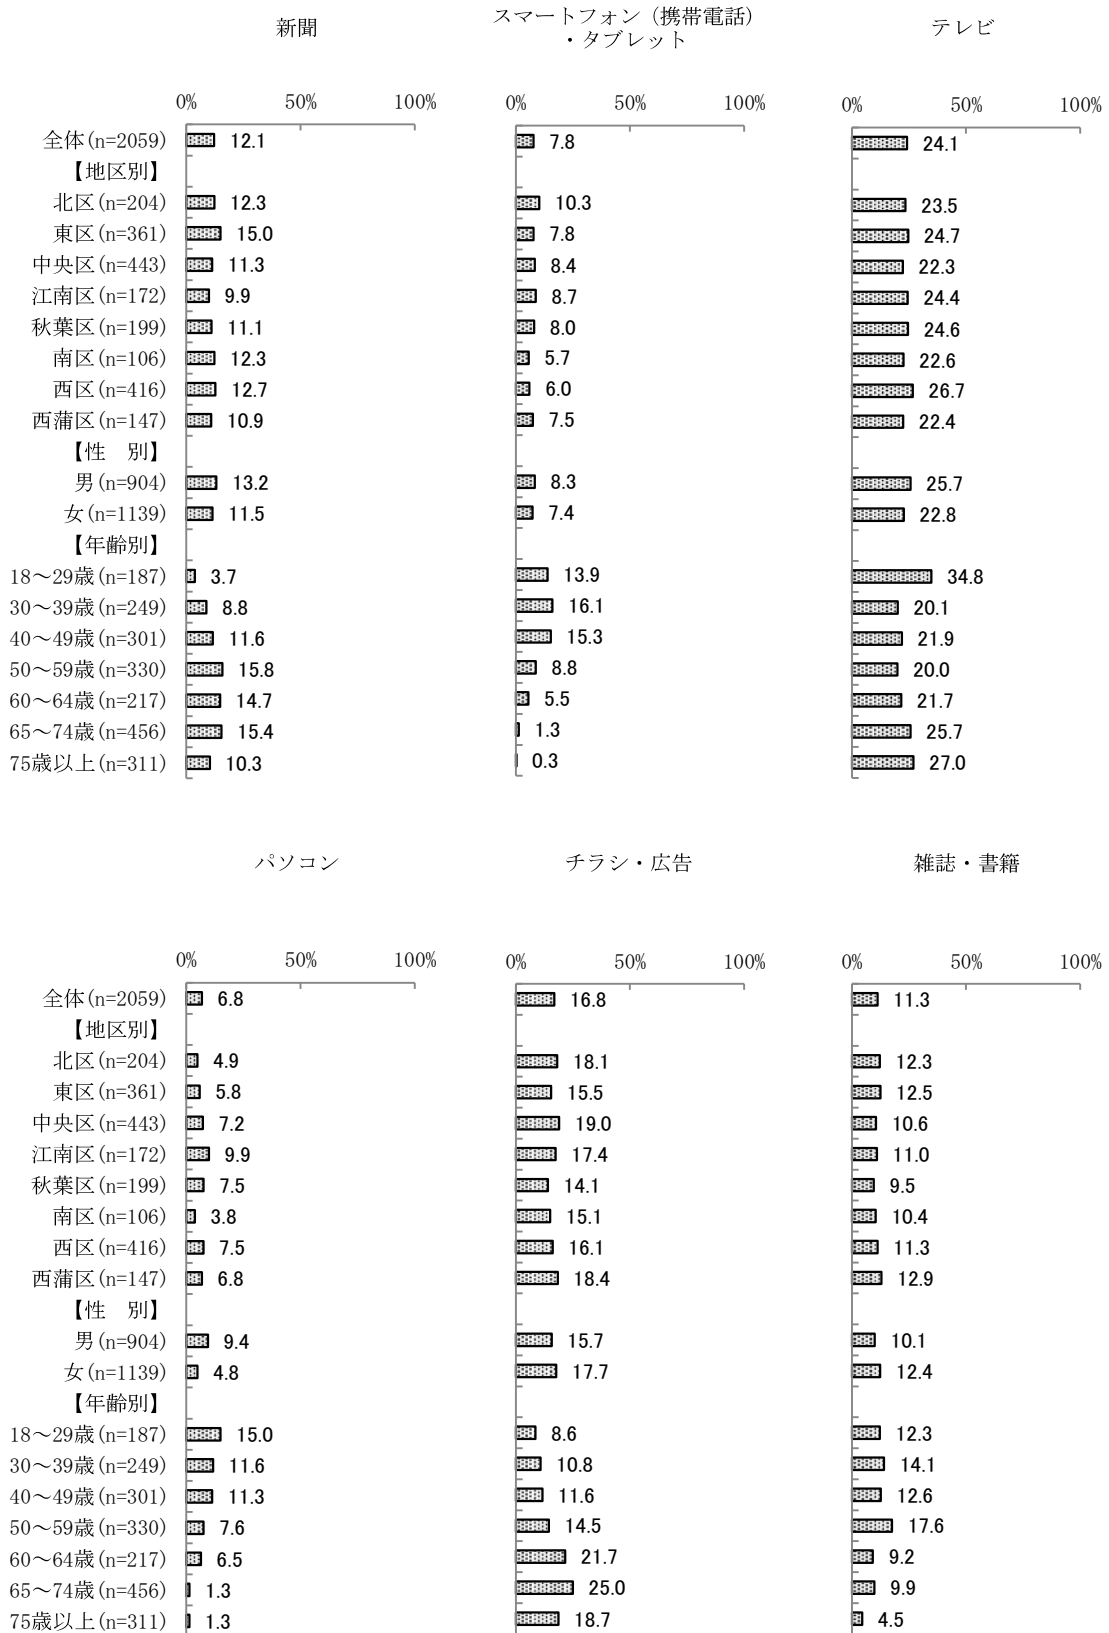 新聞
スマートフォン（携帯電話）
・タブレット
テレビ
0% 50% 100% 0% 50% 100% 0% 50% 100%
全体(n=2059) 12.1 7.8 24.1
【地区別】
北区(n=204) 12.3 10.3 23.5
東区(n=361) 15.0 7.8 24.7
中央区(n=443) 11.3 8.4 22.3
江南区(n=172) 9.9 8.7 24.4
秋葉区(n=199) 11.1 8.0 24.6
南区(n=106) 12.3 5.7 22.6
西区(n=416) 12.7 6.0 26.7
西蒲区(n=147) 10.9 7.5 22.4
【性　別】
男(n=904) 13.2 8.3 25.7
女(n=1139) 11.5 7.4 22.8
【年齢別】
18～29歳(n=187) 3.7 13.9 34.8
30～39歳(n=249) 8.8 16.1 20.1
40～49歳(n=301) 11.6 15.3 21.9
50～59歳(n=330) 15.8 8.8 20.0
60～64歳(n=217) 14.7 5.5 21.7
65～74歳(n=456) 15.4 1.3 25.7
75歳以上(n=311) 10.3 0.3 27.0
パソコン チラシ・広告 雑誌・書籍
0% 50% 100% 0% 50% 100% 0% 50% 100%
全体(n=2059) 6.8 16.8 11.3
【地区別】
北区(n=204) 4.9 18.1 12.3
東区(n=361) 5.8 15.5 12.5
中央区(n=443) 7.2 19.0 10.6
江南区(n=172) 9.9 17.4 11.0
秋葉区(n=199) 7.5 14.1 9.5
南区(n=106) 3.8 15.1 10.4
西区(n=416) 7.5 16.1 11.3
西蒲区(n=147) 6.8 18.4 12.9
【性　別】
男(n=904) 9.4 15.7 10.1
女(n=1139) 4.8 17.7 12.4
【年齢別】
18～29歳(n=187) 15.0 8.6 12.3
30～39歳(n=249) 11.6 10.8 14.1
40～49歳(n=301) 11.3 11.6 12.6
50～59歳(n=330) 7.6 14.5 17.6
60～64歳(n=217) 6.5 21.7 9.2
65～74歳(n=456) 1.3 25.0 9.9
75歳以上(n=311) 1.3 18.7 4.5